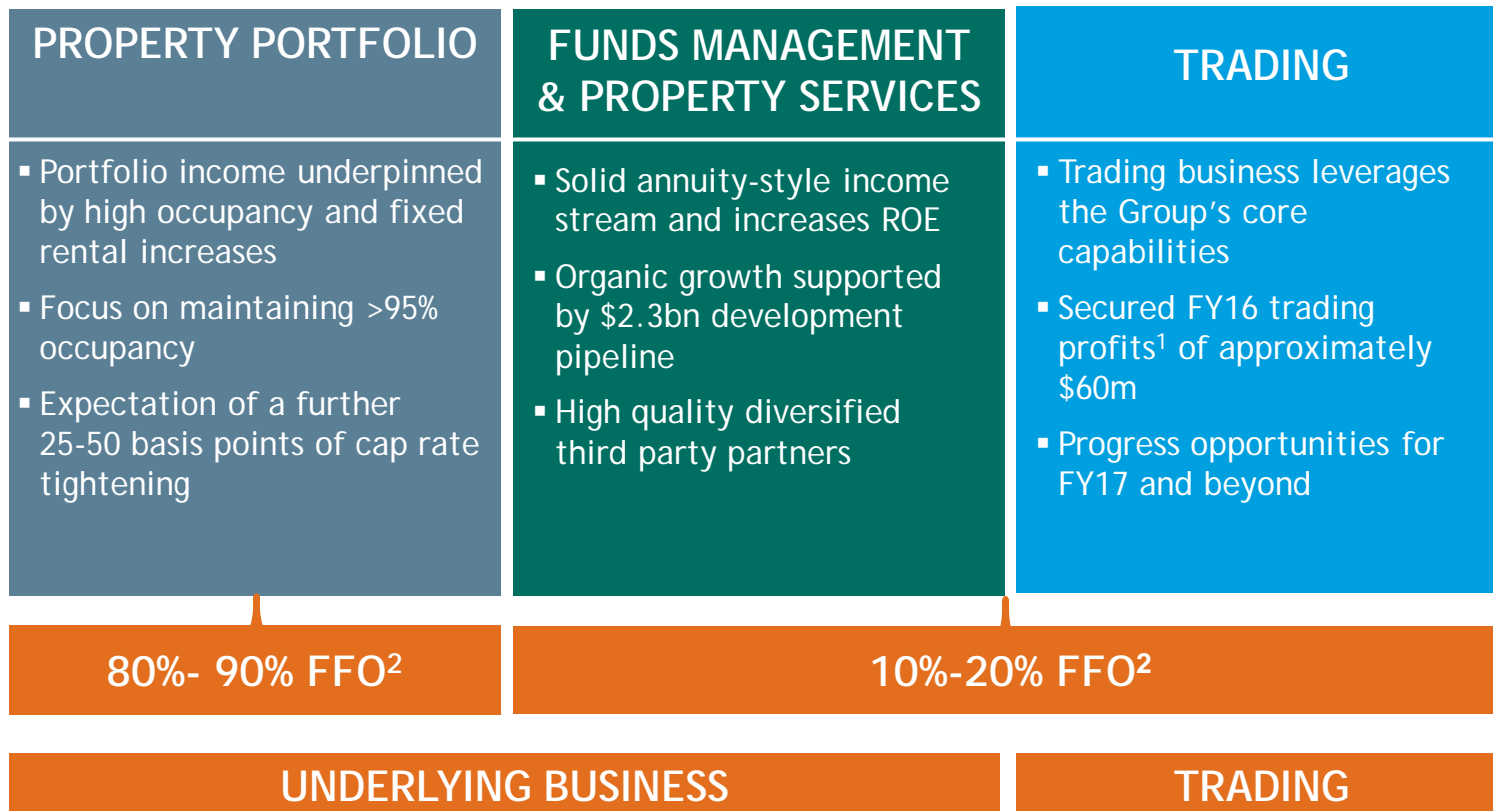 PROPERTY PORTFOLIO
▪ Portfolio income underpinned
by high occupancy and fixed
rental increases
▪ Focus on maintaining >95%
occupancy
▪ Expectation of a further
25-50 basis points of cap rate
tightening
FUNDS MANAGEMENT
& PROPERTY SERVICES
▪ Solid annuity-style income
stream and increases ROE
▪ Organic growth supported
by $2.3bn development
pipeline
▪ High quality diversified
third party partners
TRADING
▪ Trading business leverages
the Group's core
capabilities
▪ Secured FY16 trading
profits¹ of approximately
$60m
▪ Progress opportunities for
FY17 and beyond
80%- 90% FFO²
10%-20% FFO²
UNDERLYING BUSINESS
TRADING